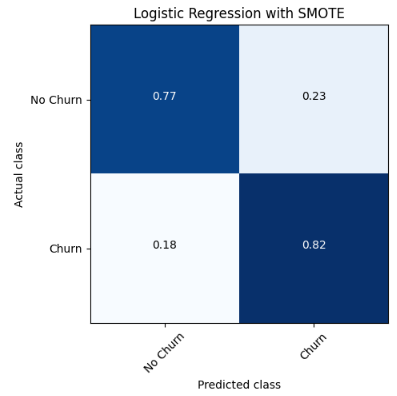 Logistic Regression with SMOTE
No Churn
0.77
0.23
Actual class
Churn
0.18
0.82
No Churn
Churn
Predicted class